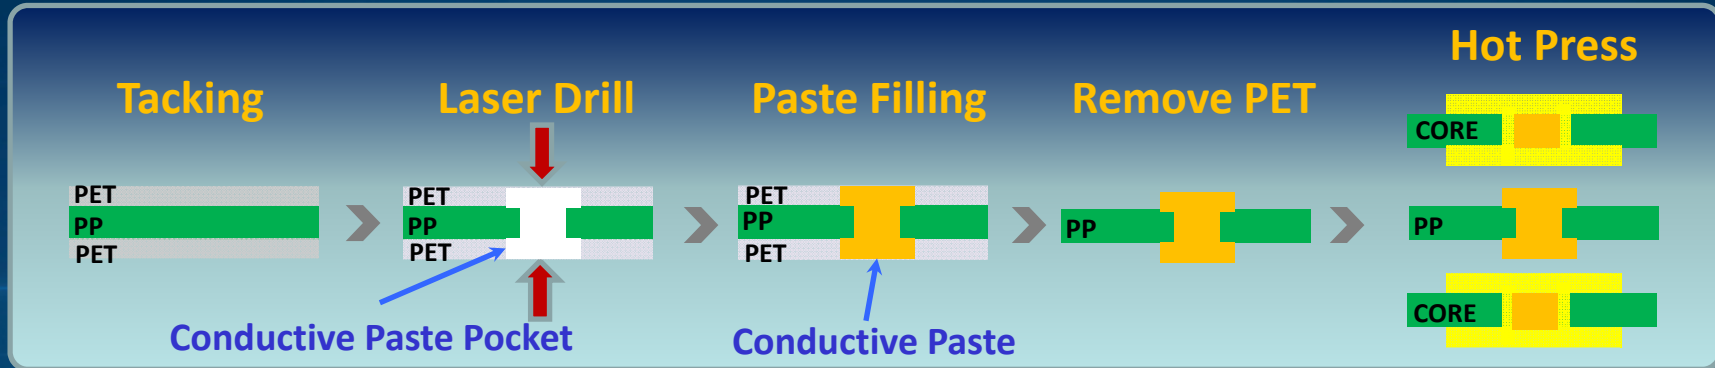 Tacking
PET
PP
PET
Laser Drill
PET
PP
PET
Conductive Paste Pocket
Paste Filling
PET
PP
PET
Conductive Paste
Remove PET
PP
Hot Press
CORE
PP
CORE